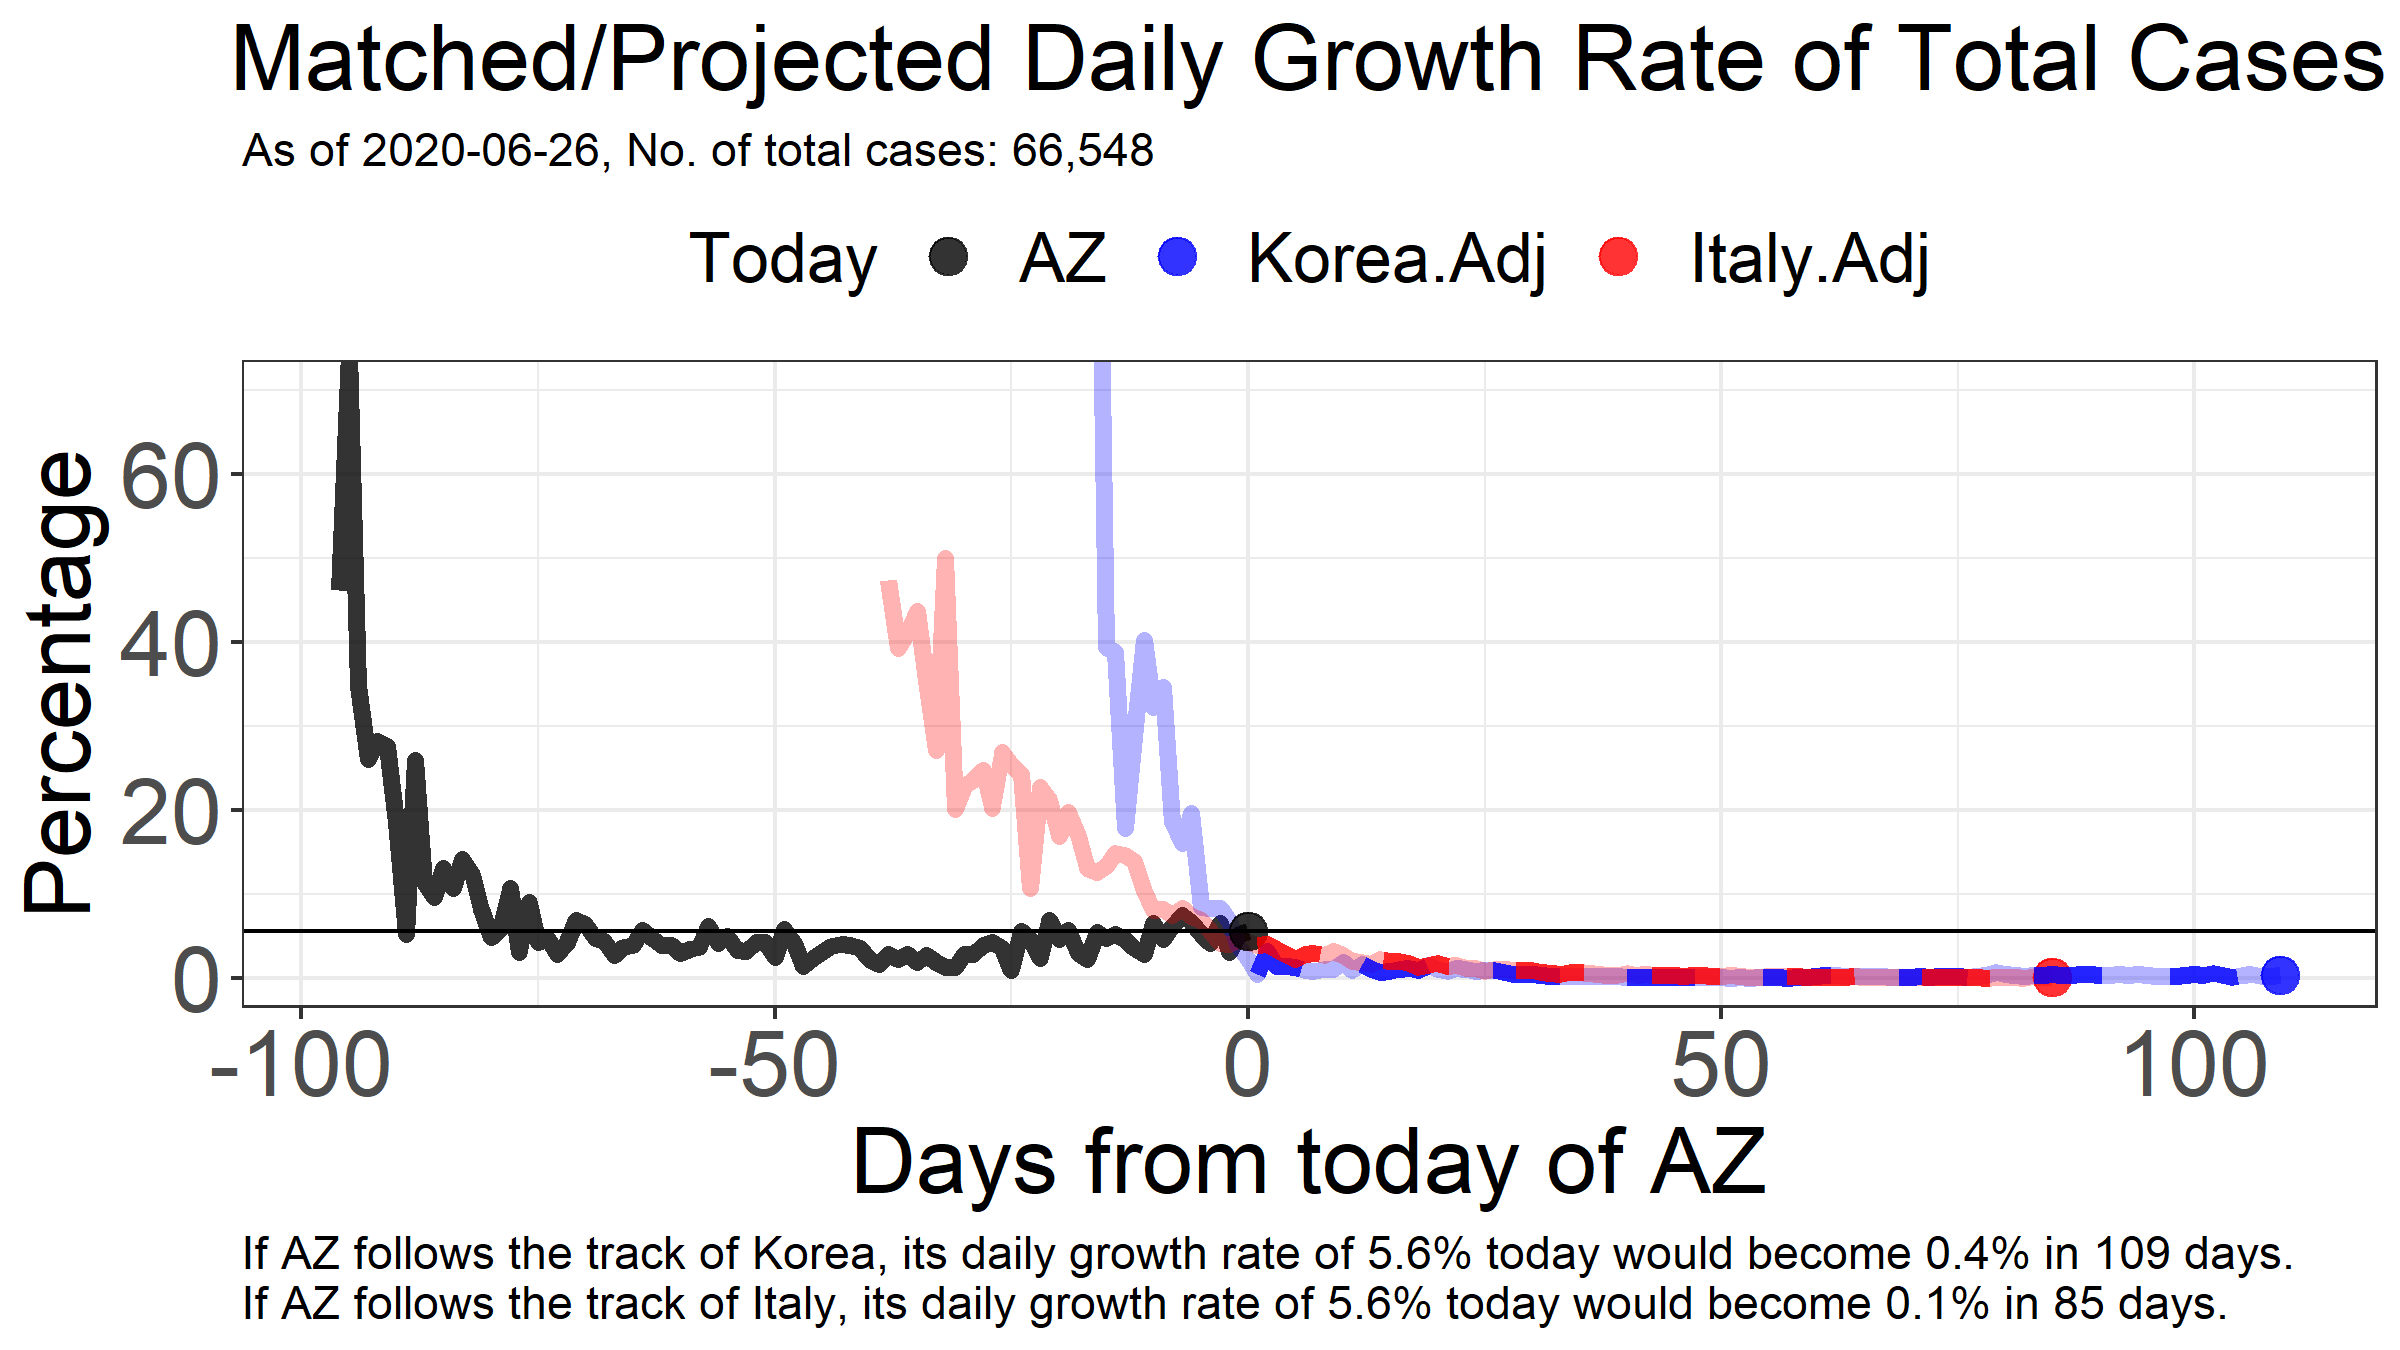 Matched/Projected Daily Growth Rate of Total Cases
As of 2020-06-26, No. of total cases: 66,548
Today AZ Korea.Adj Italy.Adj
Percentage
60
40
20
0
-100 -50 0 50 100
Days from today of AZ
If AZ follows the track of Korea, its daily growth rate of 5.6% today would become 0.4% in 109 days.
If AZ follows the track of Italy, its daily growth rate of 5.6% today would become 0.1% in 85 days.